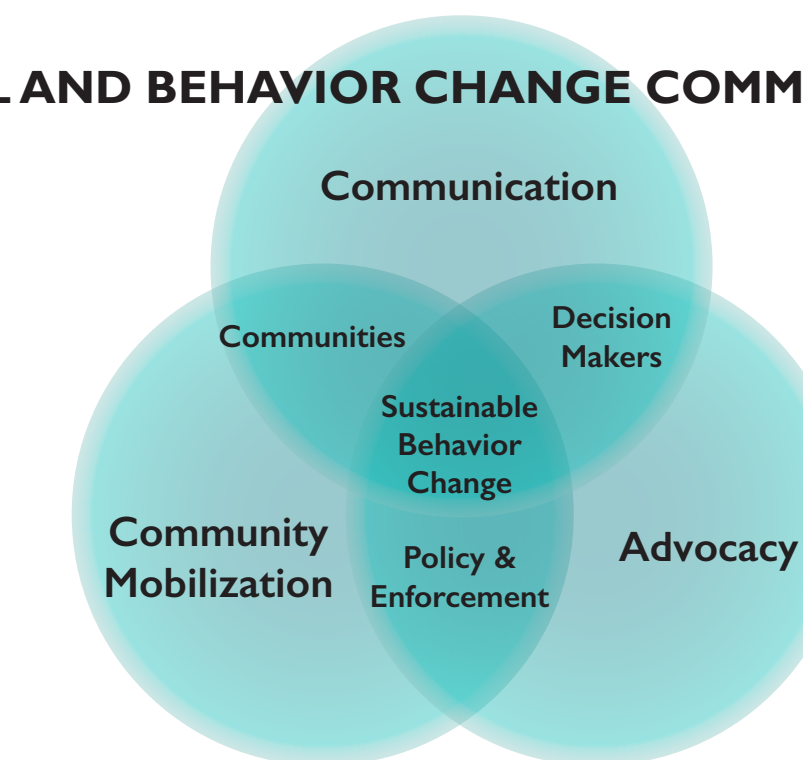 L AND BEHAVIOR CHANGE COMM
Communication
Communities
Decision
Makers
Sustainable
Behavior
Change
Community
Mobilization
Policy &
Enforcement
Advocacy